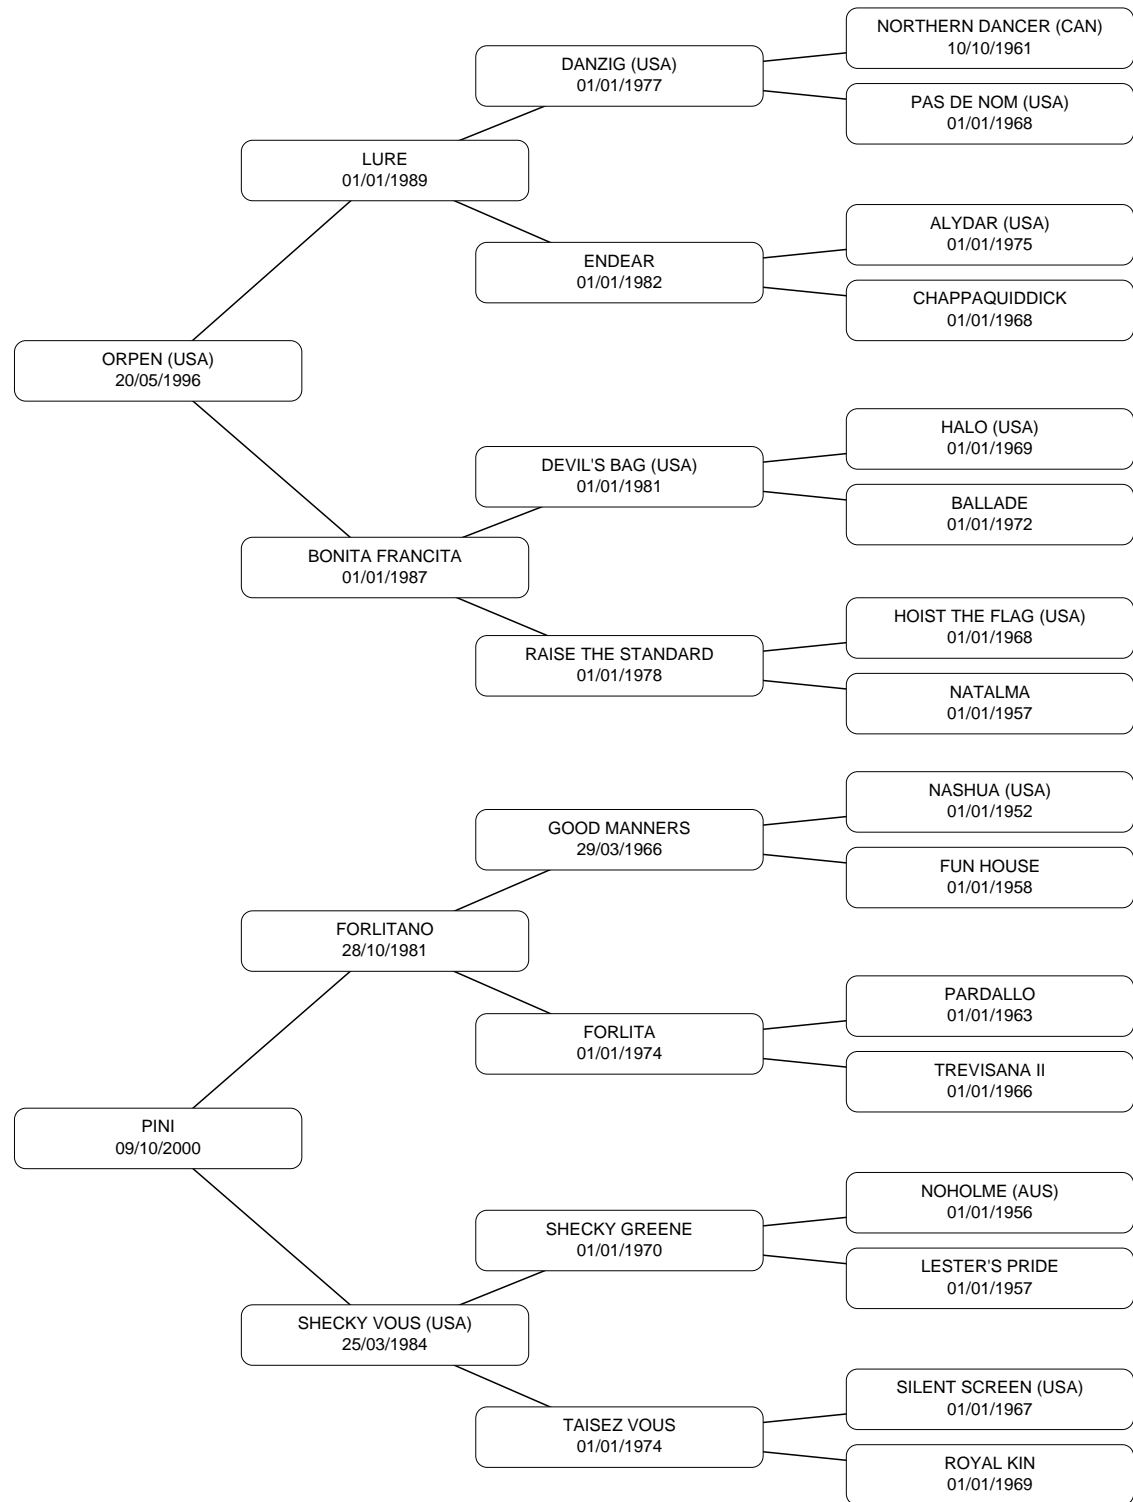 NORTHERN DANCER (CAN)
10/10/1961
DANZIG (USA)
01/01/1977
PAS DE NOM (USA)
01/01/1968
LURE
01/01/1989
ALYDAR (USA)
01/01/1975
ENDEAR
01/01/1982
CHAPPAQUIDDICK
01/01/1968
ORPEN (USA)
20/05/1996
HALO (USA)
01/01/1969
DEVIL'S BAG (USA)
01/01/1981
BALLADE
01/01/1972
BONITA FRANCITA
01/01/1987
HOIST THE FLAG (USA)
01/01/1968
RAISE THE STANDARD
01/01/1978
NATALMA
01/01/1957
NASHUA (USA)
01/01/1952
GOOD MANNERS
29/03/1966
FUN HOUSE
01/01/1958
FORLITANO
28/10/1981
PARDALLO
01/01/1963
FORLITA
01/01/1974
TREVISANA II
01/01/1966
PINI
09/10/2000
NOHOLME (AUS)
01/01/1956
SHECKY GREENE
01/01/1970
LESTER'S PRIDE
01/01/1957
SHECKY VOUS (USA)
25/03/1984
SILENT SCREEN (USA)
01/01/1967
TAISEZ VOUS
01/01/1974
ROYAL KIN
01/01/1969